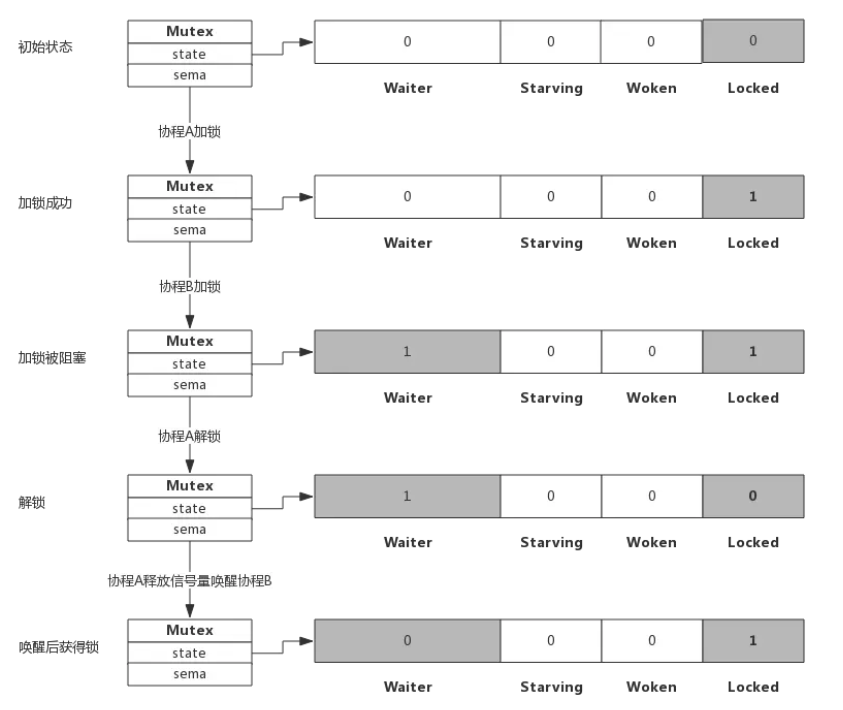 初始状态
Mutex
state
sema
0 0 0 0
Waiter Starving Woken Locked
协程A加锁
加锁成功
Mutex
state
sema
0 0 0 1
Waiter Starving Woken Locked
协程B加锁
加锁被阻塞
Mutex
state
sema
1 0 0 1
Waiter Starving Woken Locked
协程A解锁
解锁
Mutex
state
sema
1 0 0 0
Waiter Starving Woken Locked
协程A释放信号量唤醒协程B
唤醒后获得锁
Mutex
state
sema
0 0 0 1
Waiter Starving Woken Locked